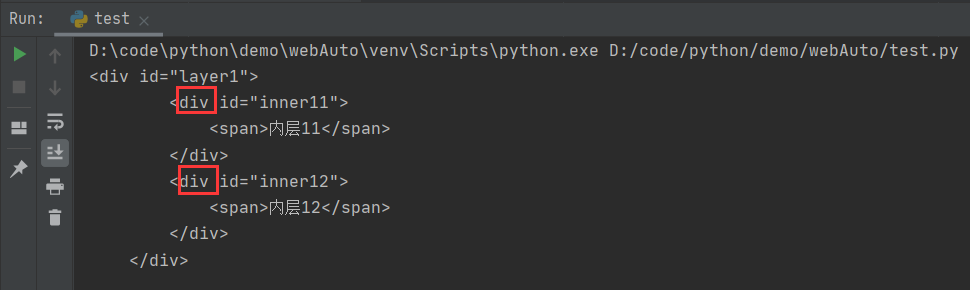 Run: test
D:\code\python\demo\webAuto\venv\Scripts\python.exe D:/code/python/demo/webAuto/test.py
<div id="layer1">
        <div id="inner11">
            <span>内层11</span>
        </div>
        <div id="inner12">
            <span>内层12</span>
        </div>
    </div>